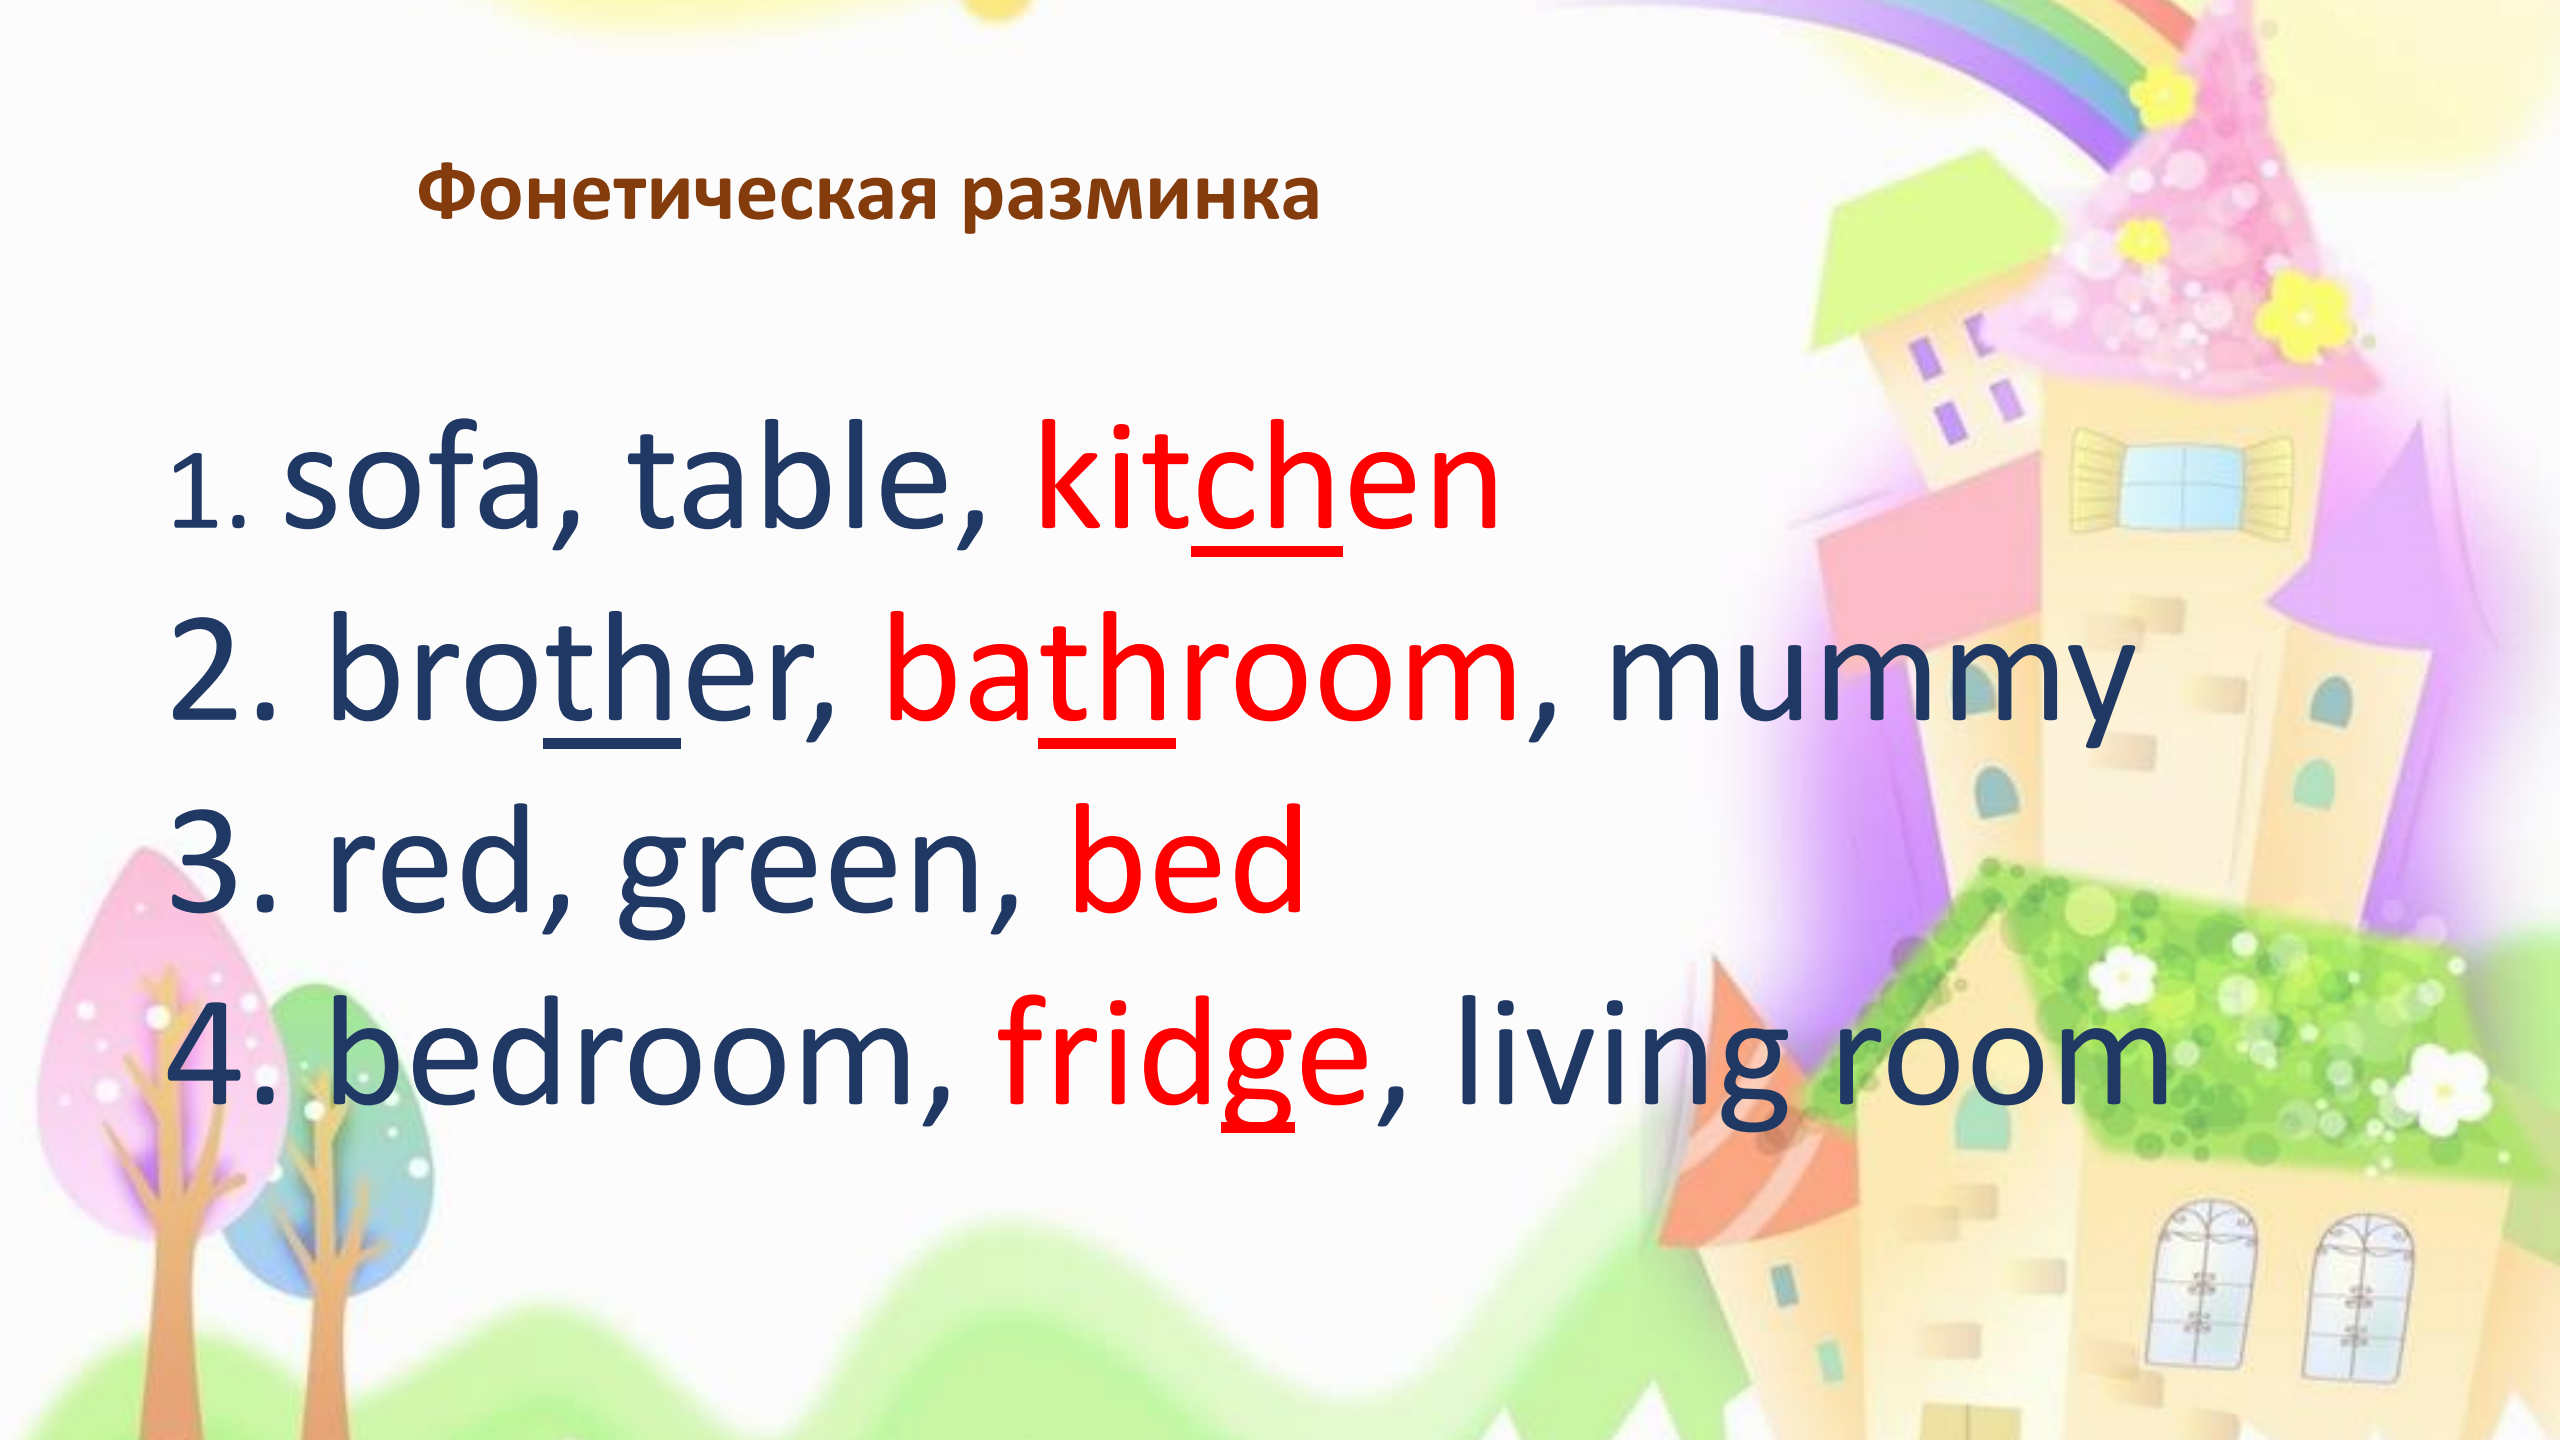 Фонетическая разминка
1. sofa, table, kitchen
2. brother, bathroom, mummy
3. red, green, bed
4. bedroom, fridge, living room